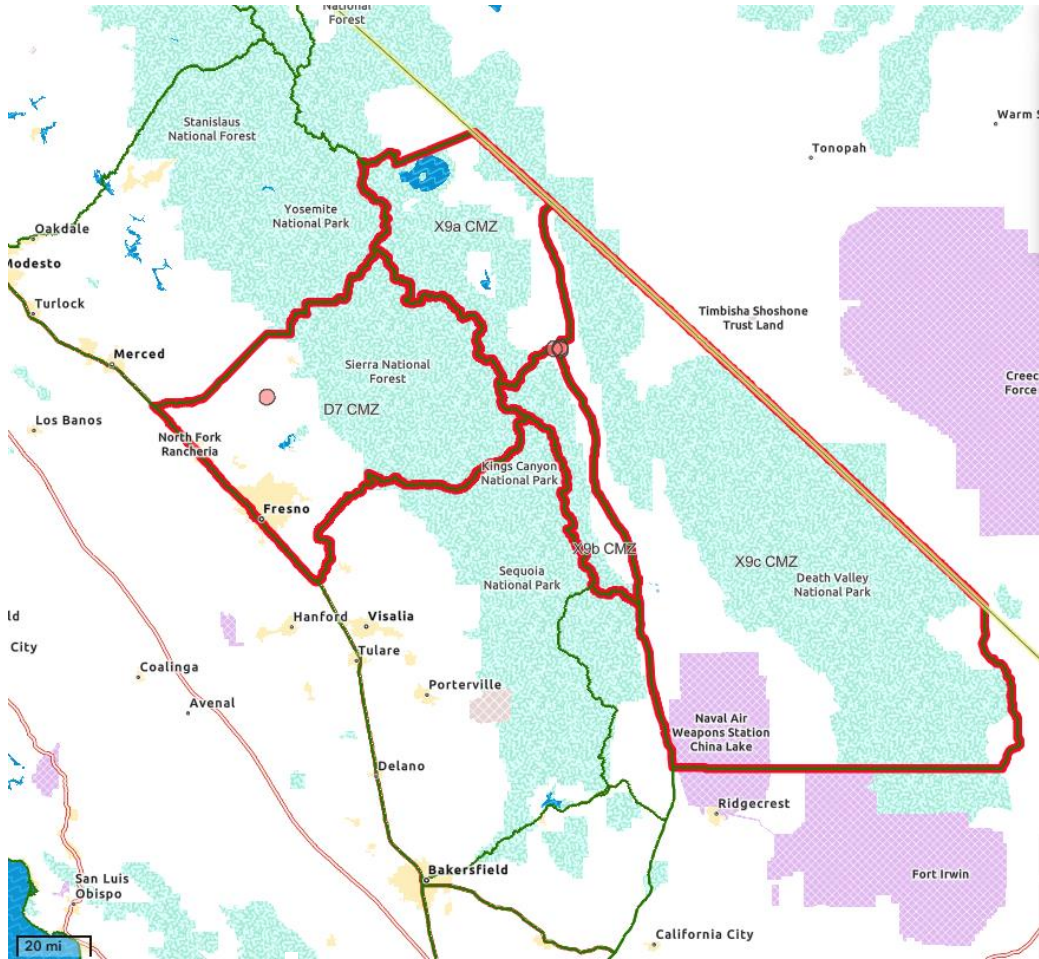 National
Forest
Warm S
Tonopah
Stanislaus
National Forest
Yosemite
National Park
X9a CMZ
Oakdale
Modesto
Turlock
Merced
Timbisha Shoshone
Trust Land
Sierra National
Forest
D7 CMZ
Creec
Force
Los Banos
North Fork
Rancheria
Kings Canyon
National Park
Fresno
X9b CMZ
X9c CMZ
Sequoia
National Park
Death Valley
National Park
ld
City
Hanford
Visalia
Tulare
Coalinga
Avenal
Porterville
Naval Air
Weapons Station
China Lake
Delano
Ridgecrest
Bakersfield
Fort Irwin
San Luis
Obispo
California City
20 mi